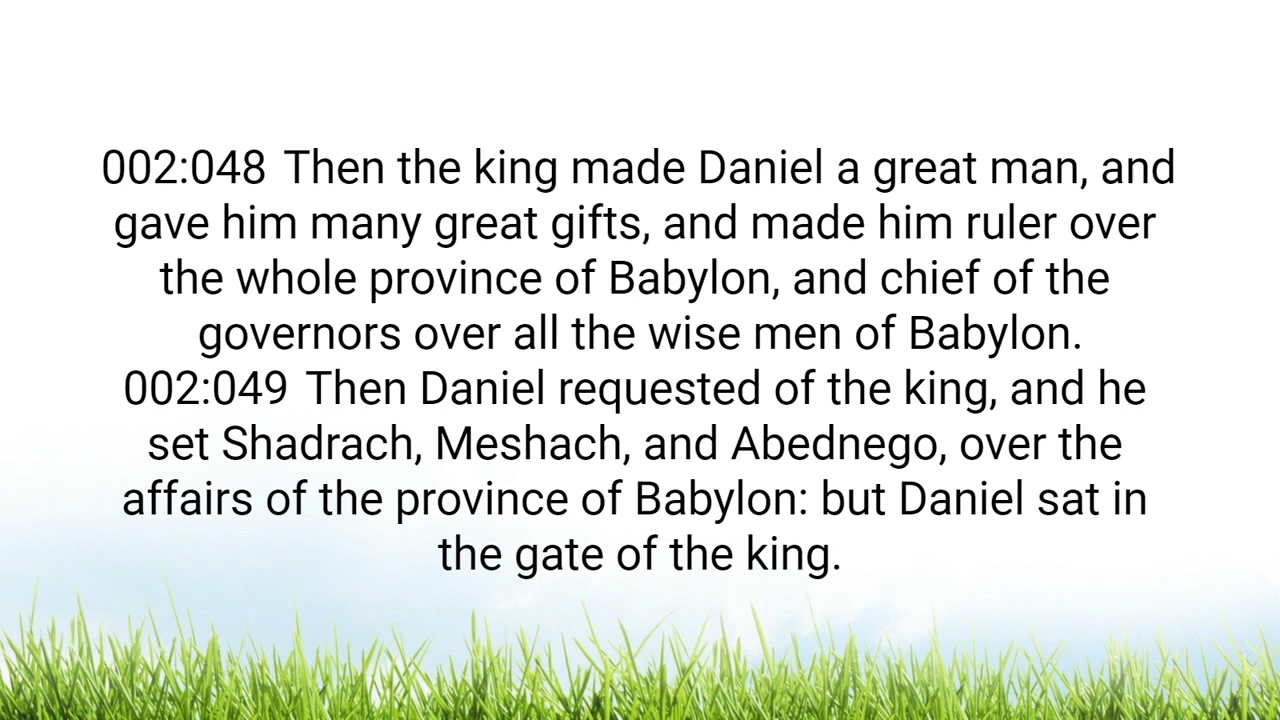 002:048 Then the king made Daniel a great man, and
gave him many great gifts, and made him ruler over
the whole province of Babylon, and chief of the
governors over all the wise men of Babylon.
002:049 Then Daniel requested of the king, and he
set Shadrach, Meshach, and Abednego, over the
affairs of the province of Babylon: but Daniel sat in
the gate of the king.